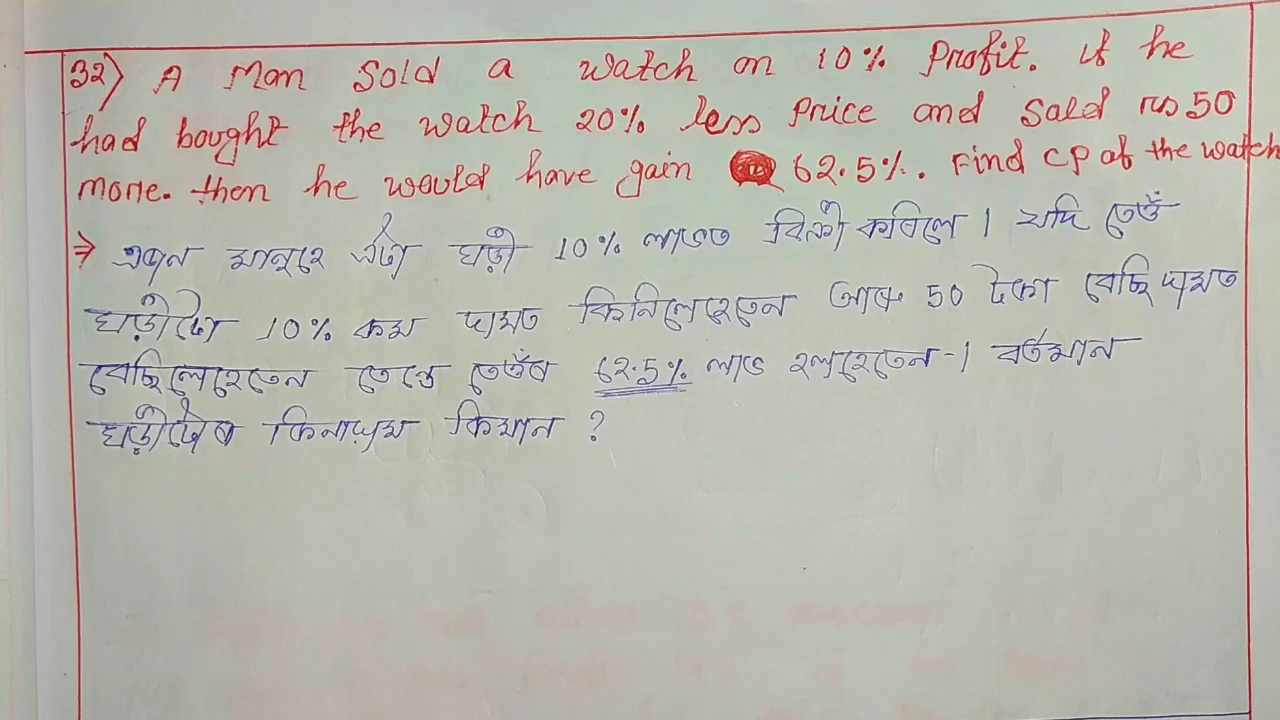 32) A Man Sold a watch on 10% Profit. if he
had bought the watch 20% less Price and Sold rs 50
more. then he would have gain 62.5%. Find CP of the watch
⇒ এজন মানুহে এটা ঘড়ী 10% লাভত বিক্ৰী কৰিলে। যদি তেওঁ
ঘড়ীটো 10% কম দামত কিনিলেহেতেন আৰু 50 টকা বেছি দামত
বেছিলেহেতেন তেন্তে তেওঁৰ 62.5% লাভ হলহেতেন-। বৰ্তমান
ঘড়ীটোৰ কিনাদাম কিমান ?